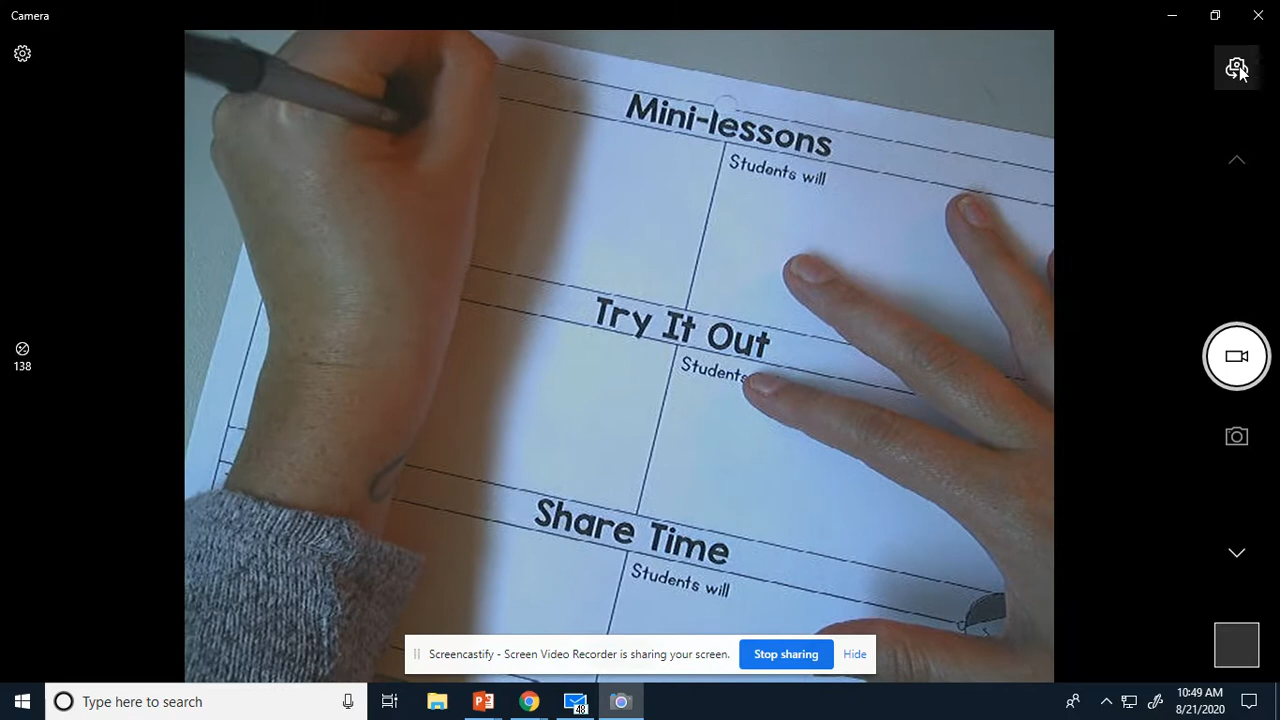 Camera
Mini-lessons
Students will
Try It Out
Students
Share Time
Students will
138
Screencastify - Screen Video Recorder is sharing your screen.
Stop sharing
Hide
Type here to search
48
10:49 AM
8/21/2020